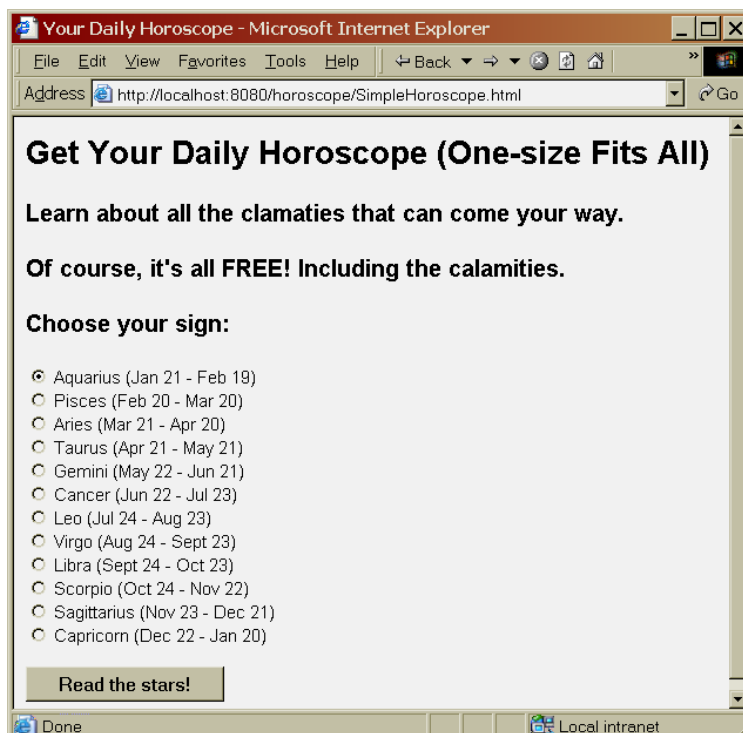 Your Daily Horoscope - Microsoft Internet Explorer
File Edit View Favorites Tools Help Back »
Address http://localhost:8080/horoscope/SimpleHoroscope.html Go
Get Your Daily Horoscope (One-size Fits All)
Learn about all the clamaties that can come your way.
Of course, it's all FREE! Including the calamities.
Choose your sign:
Aquarius (Jan 21 - Feb 19)
Pisces (Feb 20 - Mar 20)
Aries (Mar 21 - Apr 20)
Taurus (Apr 21 - May 21)
Gemini (May 22 - Jun 21)
Cancer (Jun 22 - Jul 23)
Leo (Jul 24 - Aug 23)
Virgo (Aug 24 - Sept 23)
Libra (Sept 24 - Oct 23)
Scorpio (Oct 24 - Nov 22)
Sagittarius (Nov 23 - Dec 21)
Capricorn (Dec 22 - Jan 20)
Read the stars!
Done Local intranet